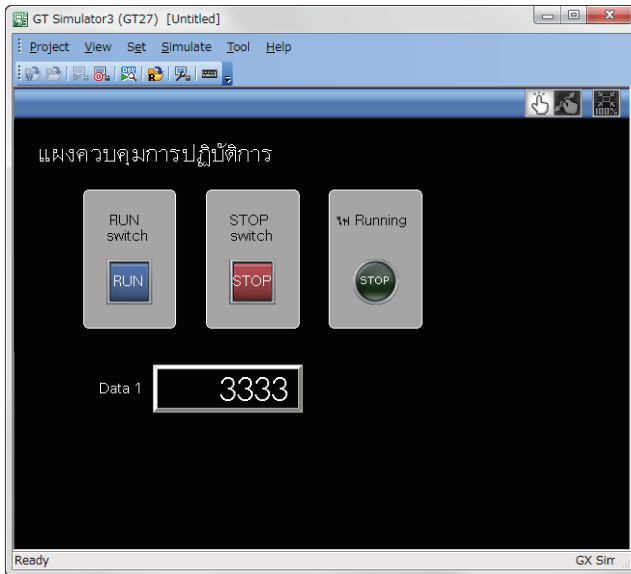 GT Simulator3 (GT27) [Untitled]
Project View Set Simulate Tool Help
100%
แผงควบคุมการปฏิบัติการ
RUN
switch
RUN
STOP
switch
STOP
ไฟ Running
STOP
Data 1 3333
Ready GX Sim